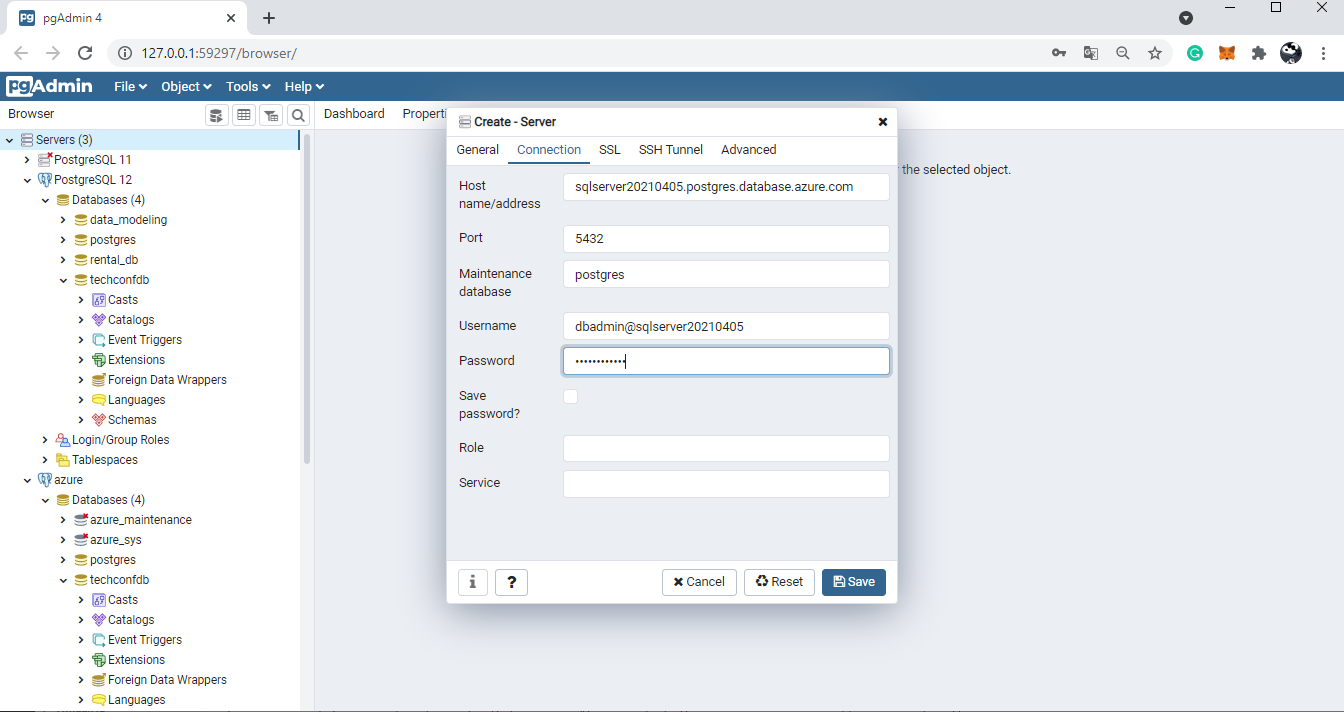 pgAdmin 4
127.0.0.1:59297/browser/
pgAdmin File Object Tools Help
Browser
Dashboard Properti
Servers (3)
PostgreSQL 11
PostgreSQL 12
Databases (4)
data_modeling
postgres
rental_db
techconfdb
Casts
Catalogs
Event Triggers
Extensions
Foreign Data Wrappers
Languages
Schemas
Login/Group Roles
Tablespaces
azure
Databases (4)
azure_maintenance
azure_sys
postgres
techconfdb
Casts
Catalogs
Event Triggers
Extensions
Foreign Data Wrappers
Languages
the selected object.
Create - Server
General Connection SSL SSH Tunnel Advanced
Host name/address
sqlserver20210405.postgres.database.azure.com
Port
5432
Maintenance database
postgres
Username
dbadmin@sqlserver20210405
Password
••••••••••••
Save password?
Role
Service
i ? Cancel Reset Save